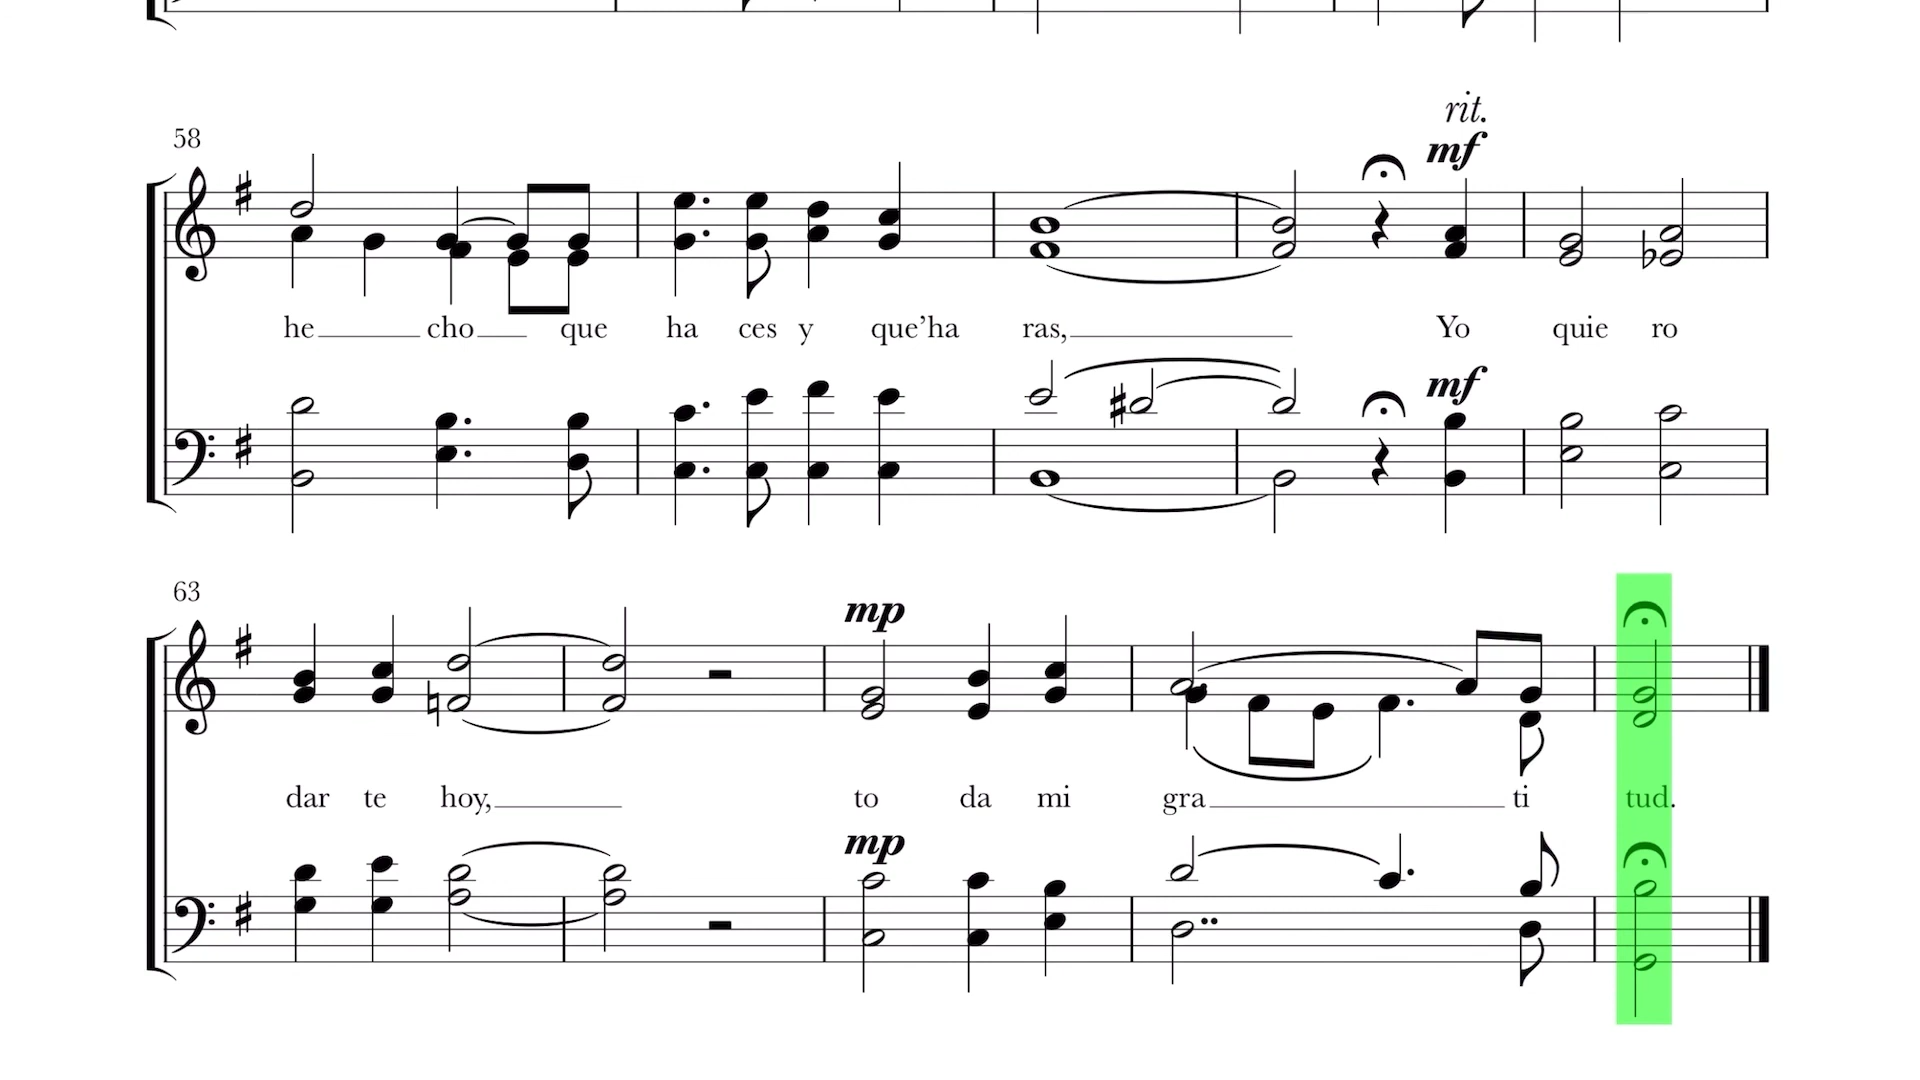 rit.
58
mf
he cho que ha ces y que’ha ras, Yo quie ro
mf
63
mp
dar te hoy, to da mi gra ti tud.
mp